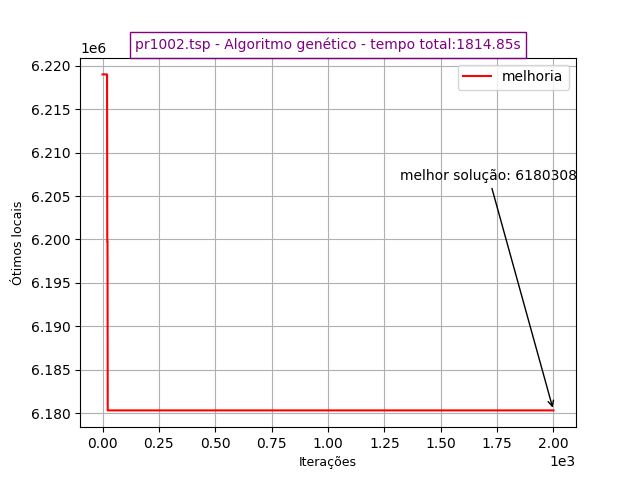 pr1002.tsp - Algoritmo genético - tempo total:1814.85s
1e6
6.220
6.215
6.210
6.205
6.200
6.195
6.190
6.185
6.180
Ótimos locais
melhoria
melhor solução: 6180308
0.00 0.25 0.50 0.75 1.00 1.25 1.50 1.75 2.00
Iterações
1e3